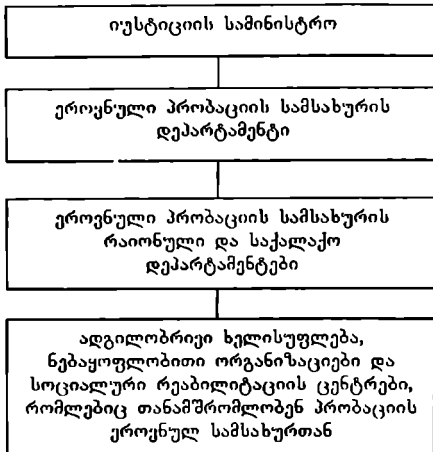 იუსტიციის სამინისტრო
ეროვნული პრობაციის სამსახურის
დეპარტამენტი
ეროვნული პრობაციის სამსახურის
რაიონული და საქალაქო
დეპარტამენტები
ადგილობრივი ხელისუფლება,
ნებაყოფლობითი ორგანიზაციები და
სოციალური რეაბილიტაციის ცენტრები,
რომლებიც თანამშრომლობენ პრობაციის
ეროვნულ სამსახურთან